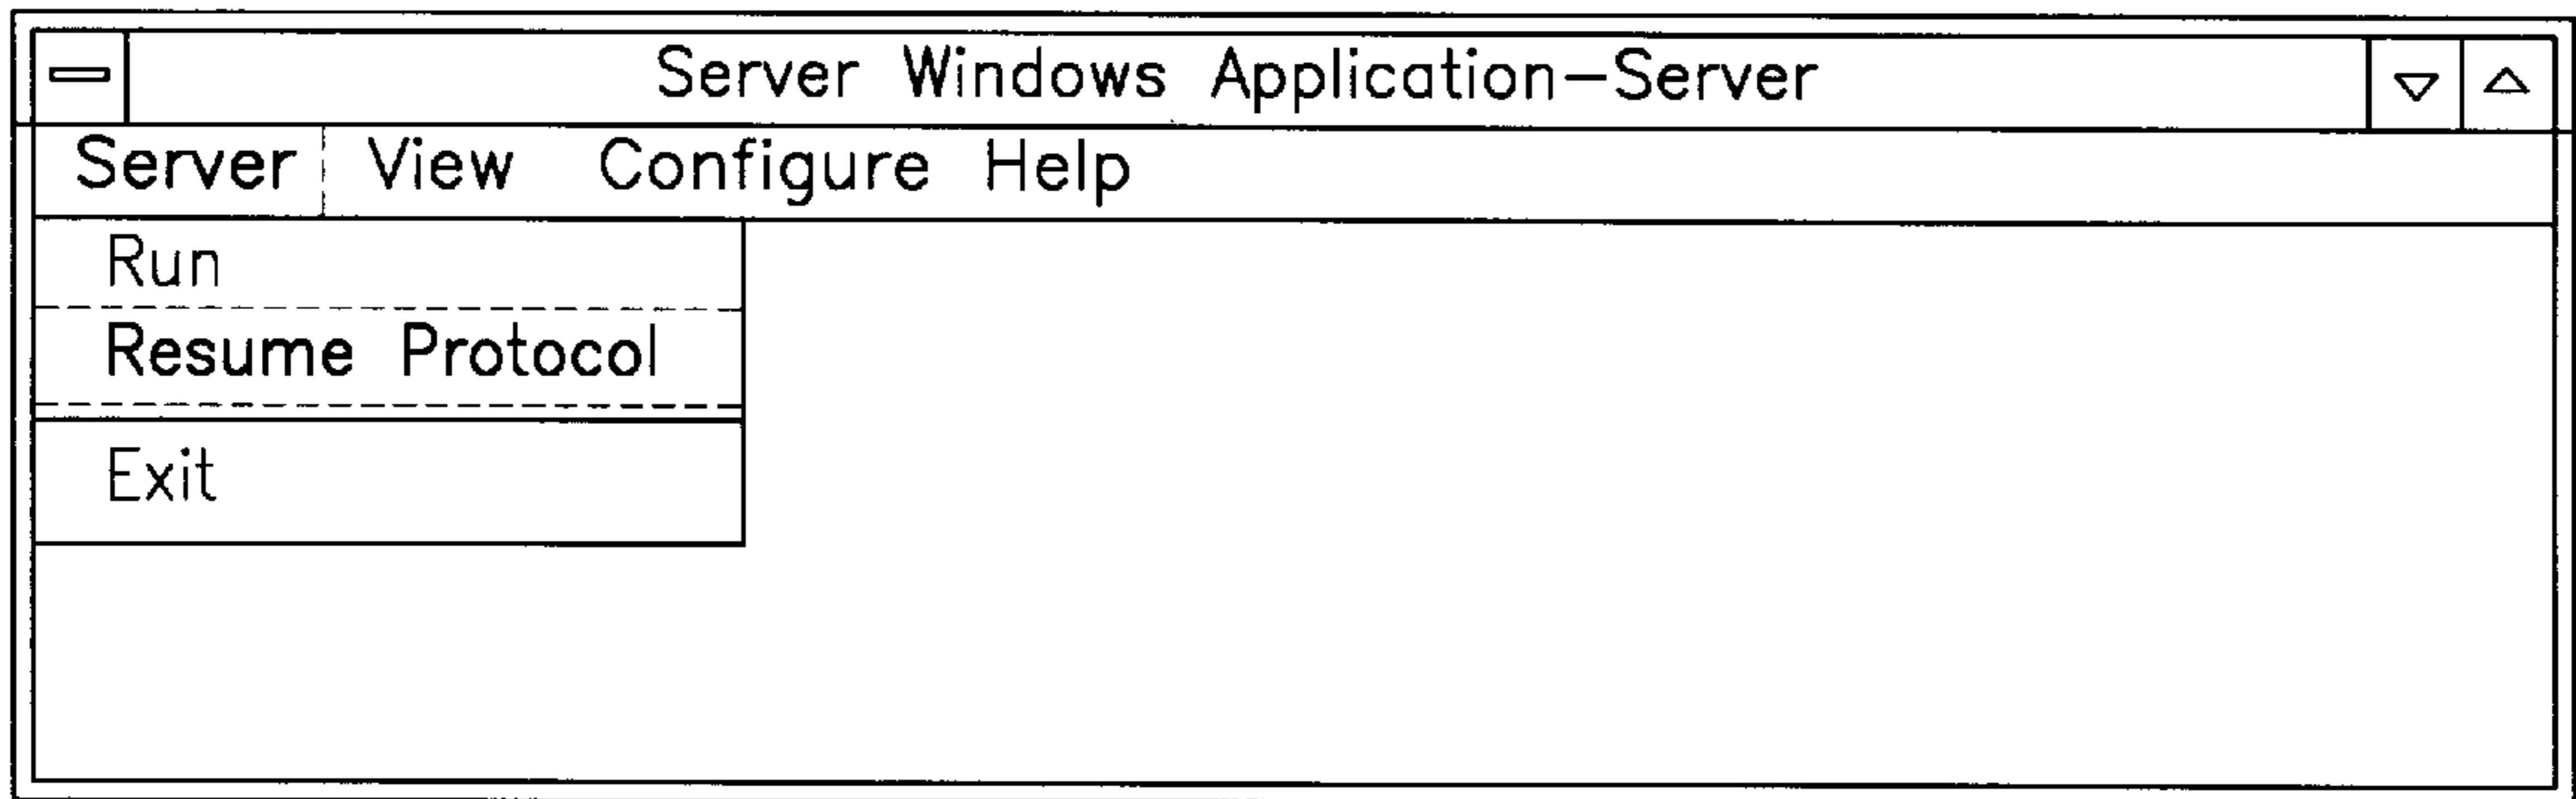 Server Windows Application-Server
Server View Configure Help
Run
Resume Protocol
Exit